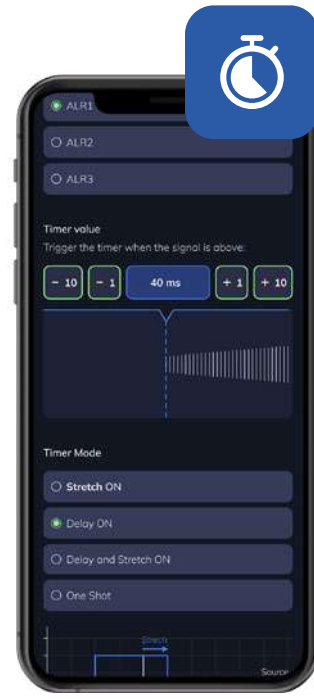 ALR1
ALR2
ALR3
Timer value
Trigger the timer when the signal is above:
- 10
- 1
40 ms
+ 1
+ 10
Timer Mode
Stretch ON
Delay ON
Delay and Stretch ON
One Shot
Stretch
Source